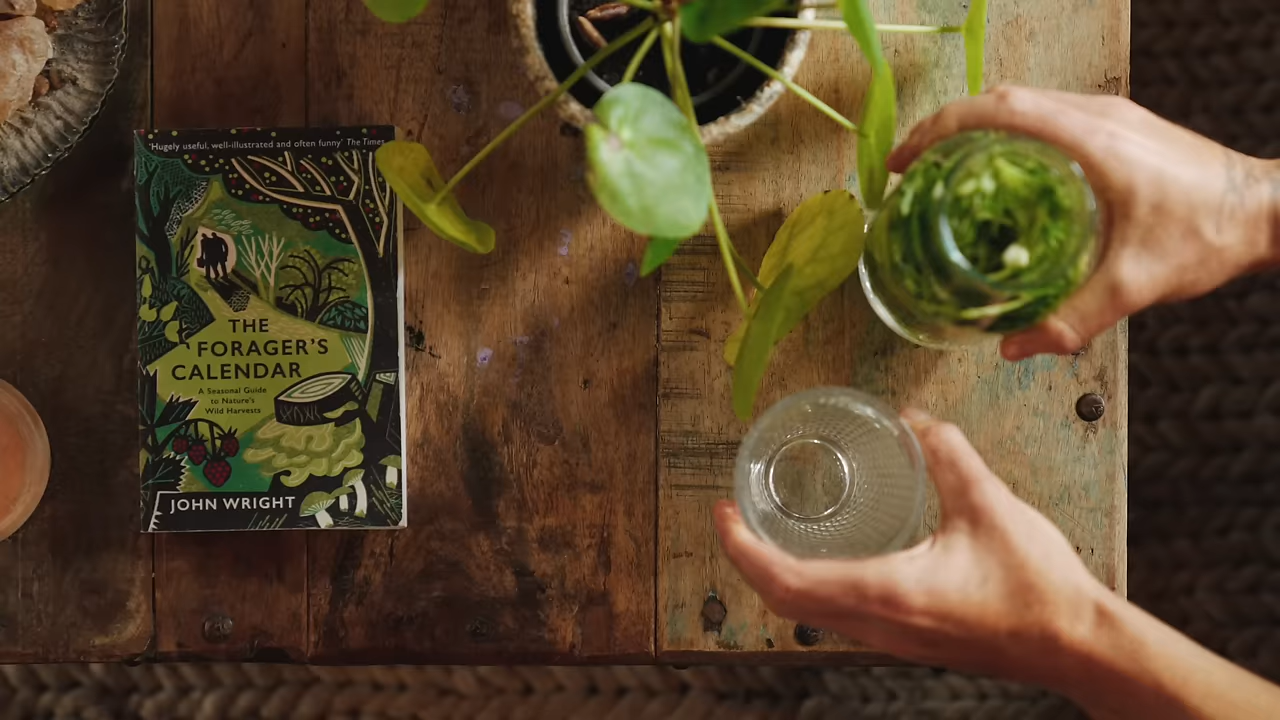 'Hugely useful, well-illustrated and often funny' The Times
THE
FORAGER'S
CALENDAR
A Seasonal Guide
to Nature's
Wild Harvests
JOHN WRIGHT